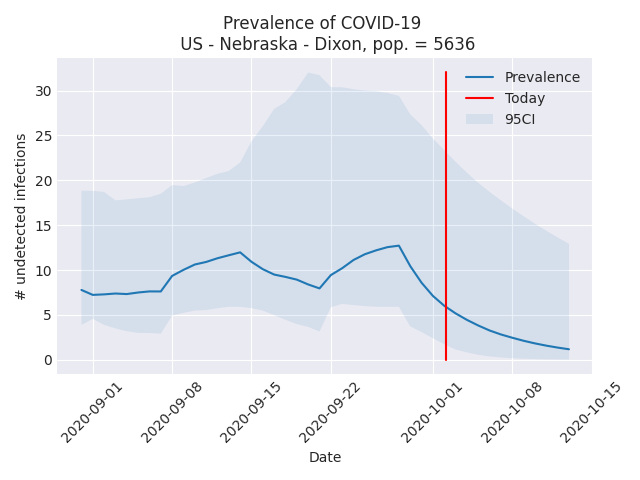 Prevalence of COVID-19
US - Nebraska - Dixon, pop. = 5636
# undetected infections
30
25
20
15
10
5
0
Prevalence
Today
95CI
2020-09-01
2020-09-08
2020-09-15
2020-09-22
2020-10-01
2020-10-08
2020-10-15
Date